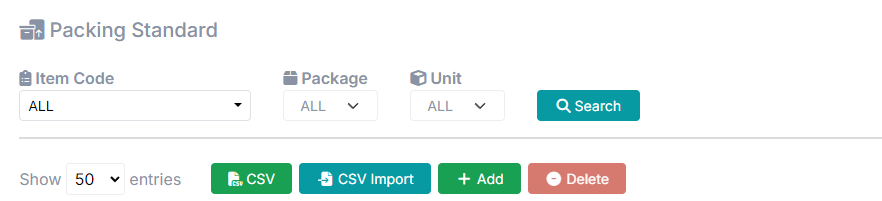 Packing Standard
Item Code Package Unit
ALL ALL ALL Search
Show 50 entries CSV CSV Import Add Delete